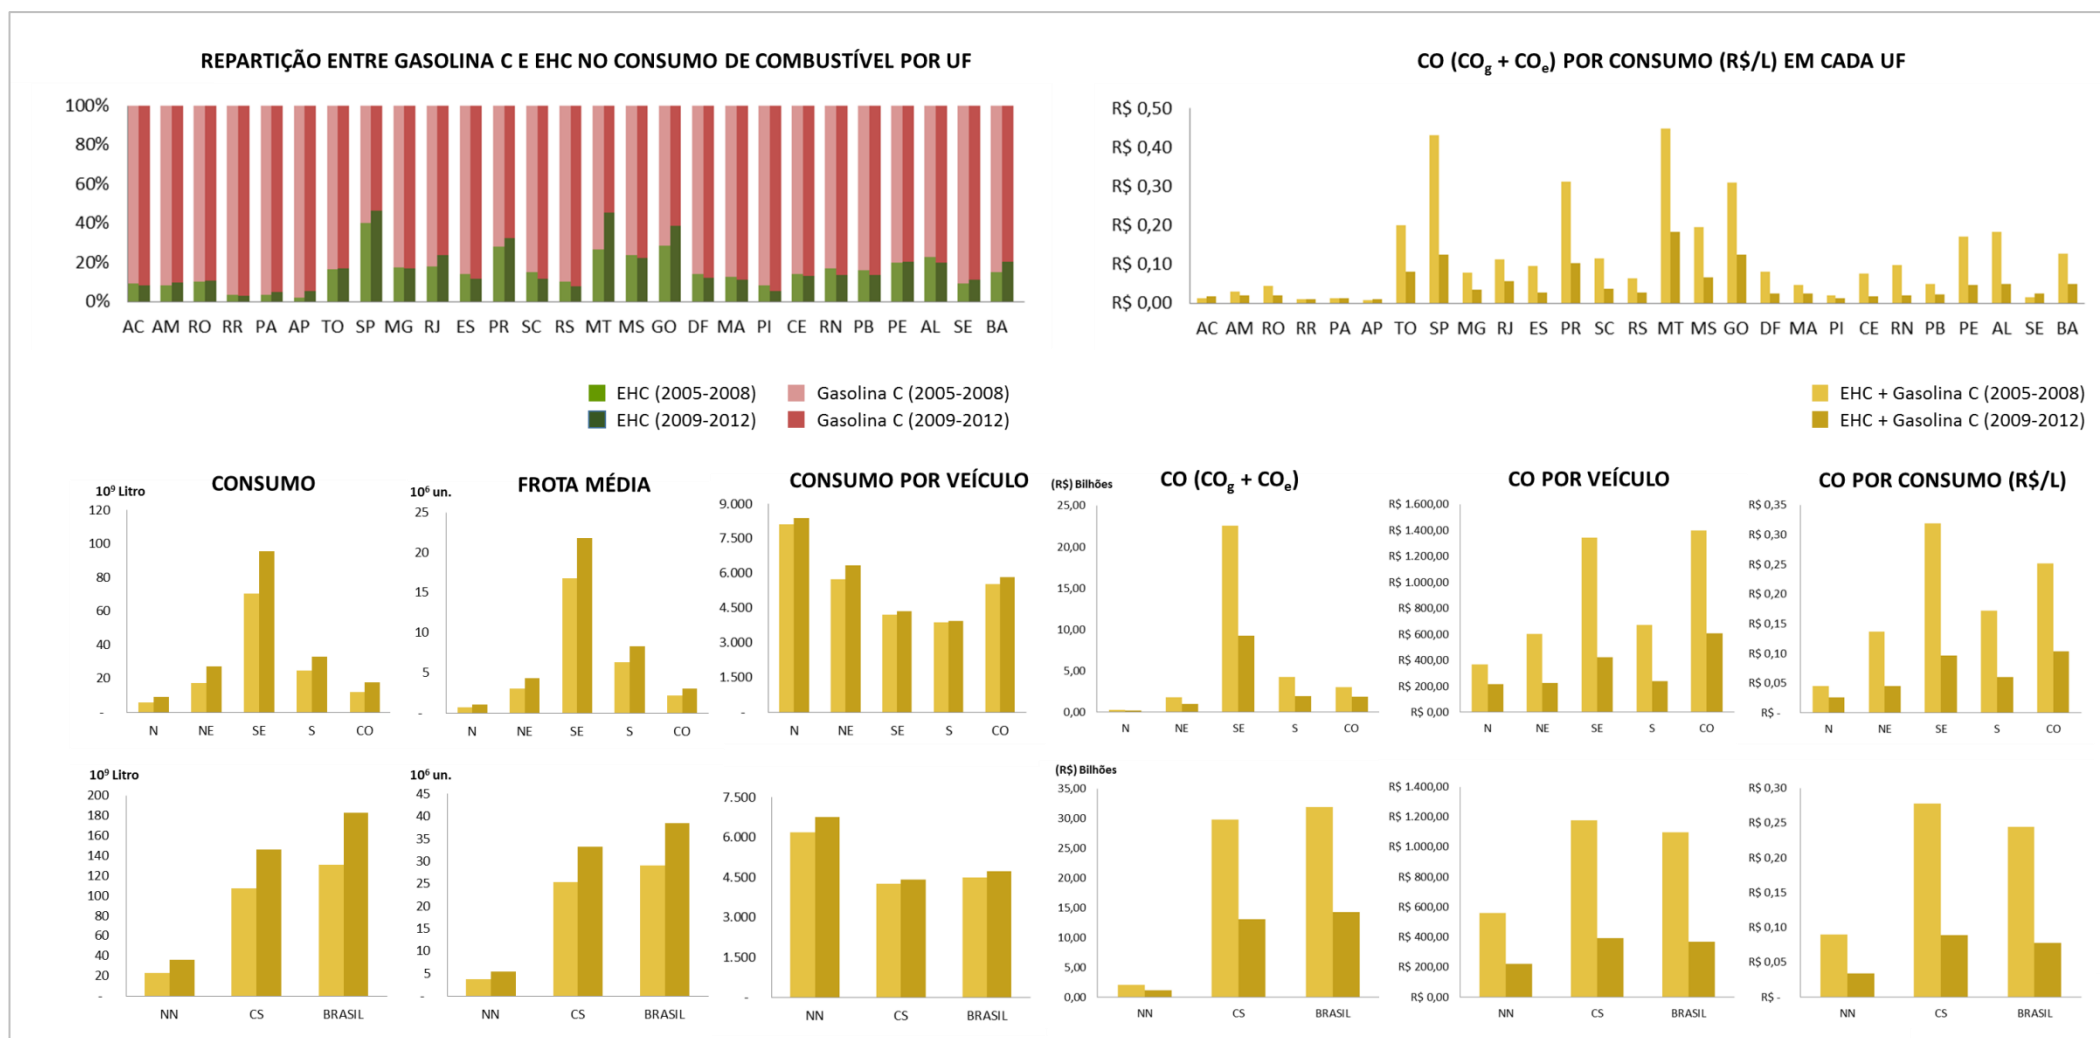 REPARTIÇÃO ENTRE GASOLINA C E EHC NO CONSUMO DE COMBUSTÍVEL POR UF
100%
80%
60%
40%
20%
0%
AC AM RO RR PA AP TO SP MG RJ ES PR SC RS MT MS GO DF MA PI CE RN PB PE AL SE BA
EHC (2005-2008) Gasolina C (2005-2008)
EHC (2009-2012) Gasolina C (2009-2012)
CO (COg + COe) POR CONSUMO (R$/L) EM CADA UF
R$ 0,50
R$ 0,40
R$ 0,30
R$ 0,20
R$ 0,10
R$ 0,00
AC AM RO RR PA AP TO SP MG RJ ES PR SC RS MT MS GO DF MA PI CE RN PB PE AL SE BA
EHC + Gasolina C (2005-2008)
EHC + Gasolina C (2009-2012)
CONSUMO
10⁹ Litro
120
100
80
60
40
20
-
N NE SE S CO
FROTA MÉDIA
10⁶ un.
25
20
15
10
5
-
N NE SE S CO
CONSUMO POR VEÍCULO
9.000
7.500
6.000
4.500
3.000
1.500
-
N NE SE S CO
CO (COg + COe)
(R$) Bilhões
25,00
20,00
15,00
10,00
5,00
0,00
N NE SE S CO
CO POR VEÍCULO
R$ 1.600,00
R$ 1.400,00
R$ 1.200,00
R$ 1.000,00
R$ 800,00
R$ 600,00
R$ 400,00
R$ 200,00
R$ 0,00
N NE SE S CO
CO POR CONSUMO (R$/L)
R$ 0,35
R$ 0,30
R$ 0,25
R$ 0,20
R$ 0,15
R$ 0,10
R$ 0,05
R$ -
N NE SE S CO
10⁹ Litro
200
180
160
140
120
100
80
60
40
20
-
NN CS BRASIL
10⁶ un.
45
40
35
30
25
20
15
10
5
-
NN CS BRASIL
7.500
6.000
4.500
3.000
1.500
-
NN CS BRASIL
(R$) Bilhões
35,00
30,00
25,00
20,00
15,00
10,00
5,00
0,00
NN CS BRASIL
R$ 1.400,00
R$ 1.200,00
R$ 1.000,00
R$ 800,00
R$ 600,00
R$ 400,00
R$ 200,00
R$ 0,00
NN CS BRASIL
R$ 0,30
R$ 0,25
R$ 0,20
R$ 0,15
R$ 0,10
R$ 0,05
R$ -
NN CS BRASIL